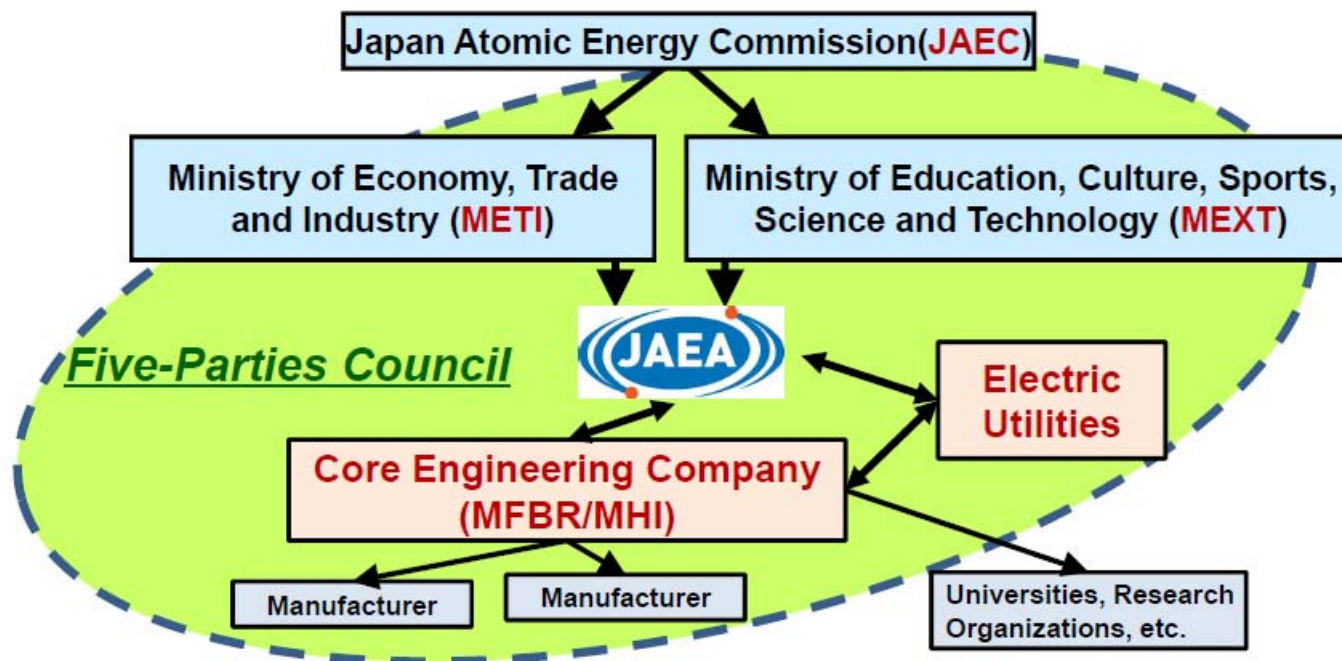 Japan Atomic Energy Commission(JAEC)
Ministry of Economy, Trade
and Industry (METI)
Ministry of Education, Culture, Sports,
Science and Technology (MEXT)
JAEA
Five-Parties Council
Electric
Utilities
Core Engineering Company
(MFBR/MHI)
Manufacturer
Manufacturer
Universities, Research
Organizations, etc.